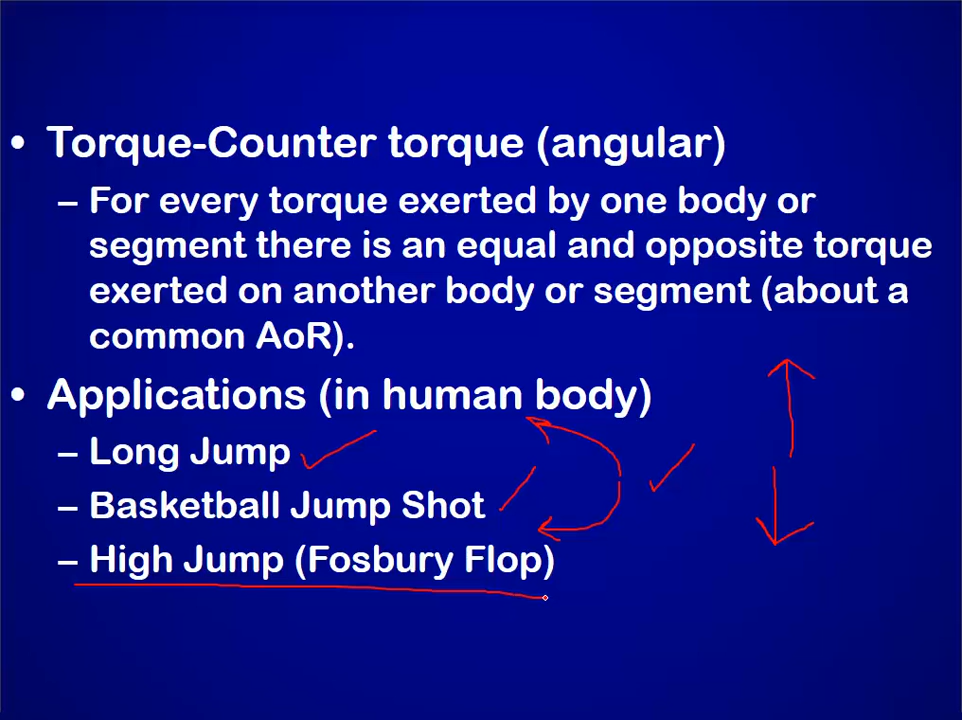 • Torque-Counter torque (angular)
– For every torque exerted by one body or
segment there is an equal and opposite torque
exerted on another body or segment (about a
common AoR).
• Applications (in human body)
– Long Jump
– Basketball Jump Shot
– High Jump (Fosbury Flop)